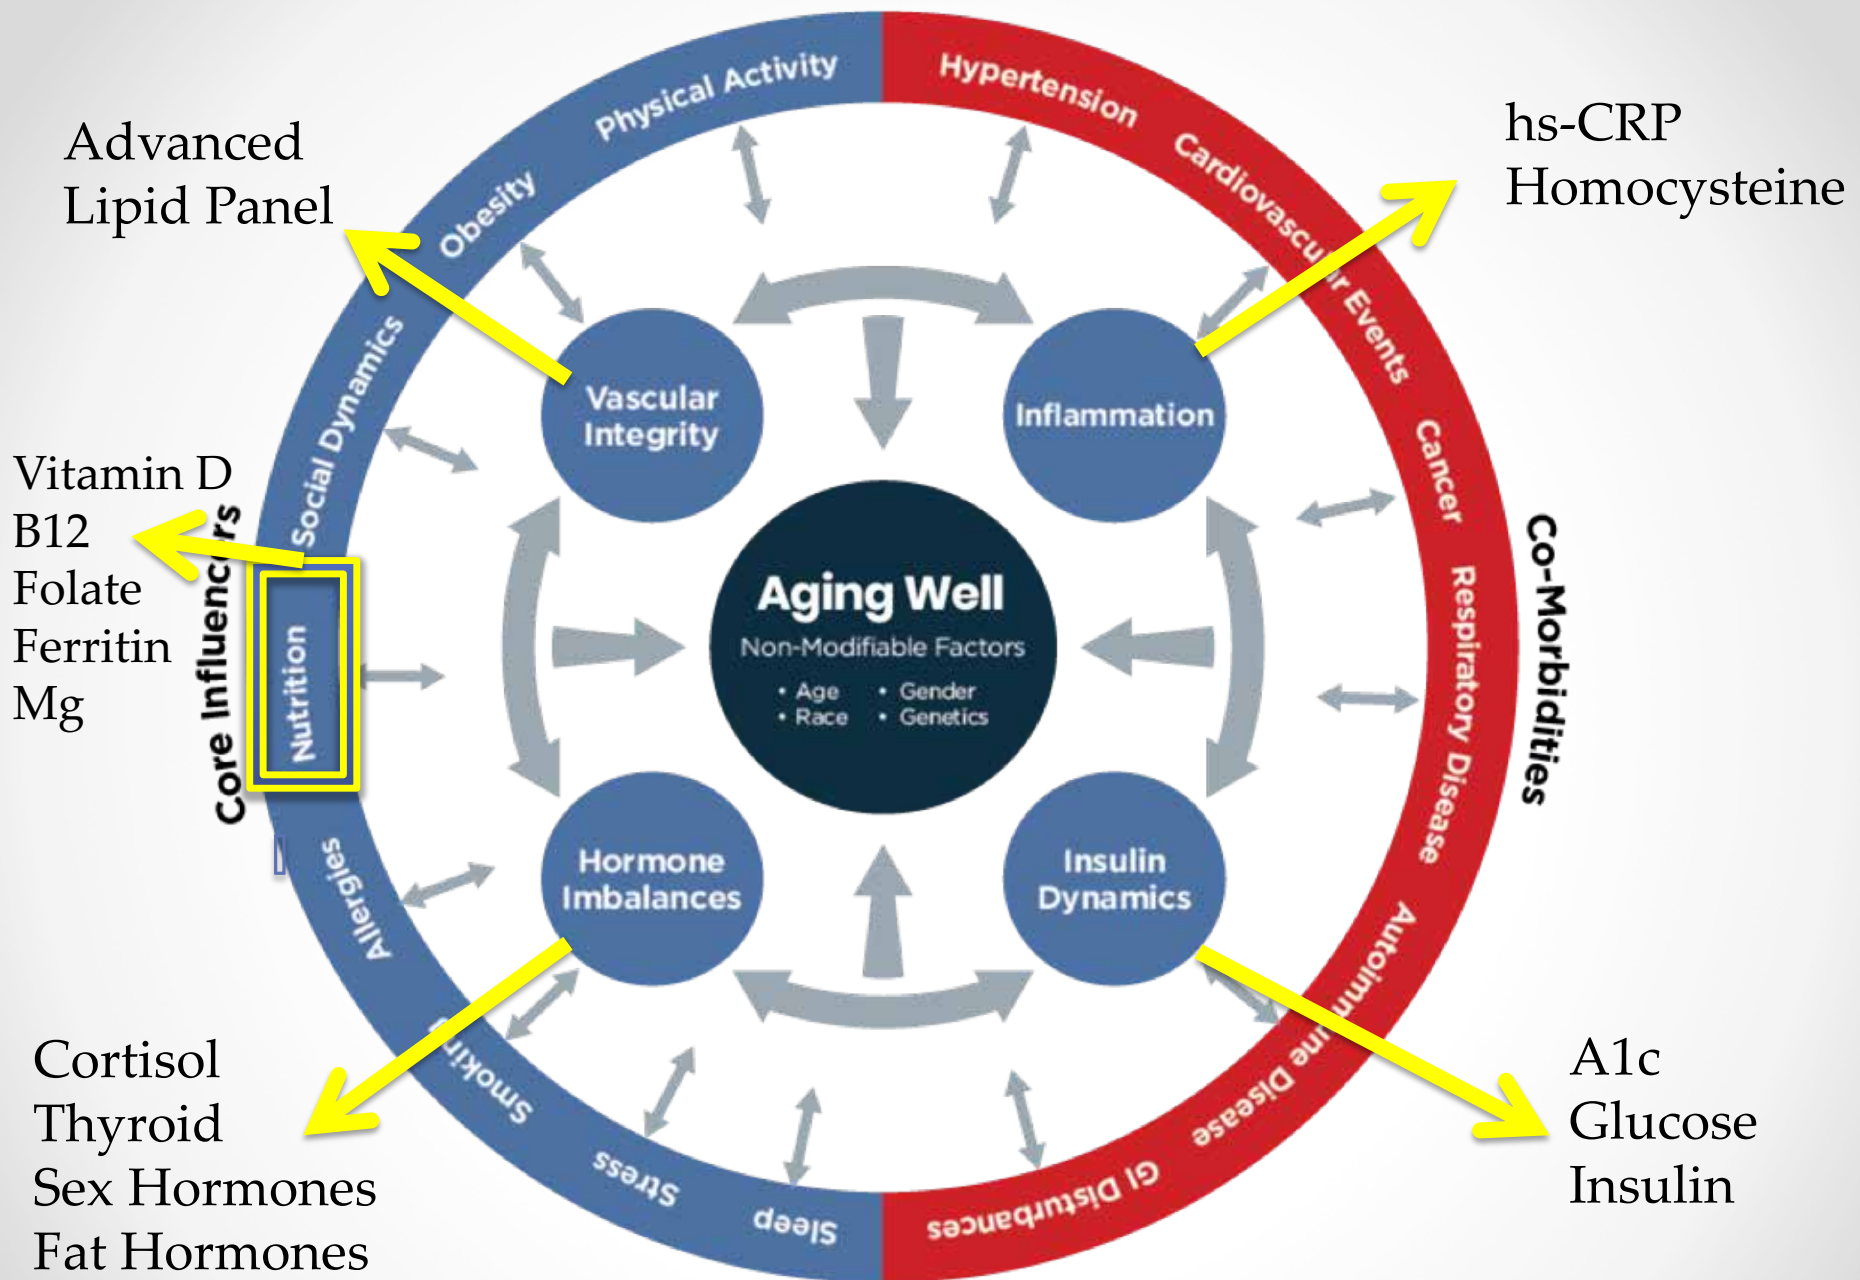 Physical Activity
Hypertension
Advanced
Lipid Panel
hs-CRP
Homocysteine
Obesity
Cardiovascular Events
Social Dynamics
Vascular
Integrity
Inflammation
Cancer
Vitamin D
B12
Folate
Ferritin
Mg
Core Influencers
Nutrition
Aging Well
Non-Modifiable Factors
• Age • Gender
• Race • Genetics
Respiratory Disease
Co-Morbidities
Allergies
Hormone
Imbalances
Insulin
Dynamics
Autoimmune Disease
Smoking
Cortisol
Thyroid
Sex Hormones
Fat Hormones
A1c
Glucose
Insulin
Stress
Sleep
GI Disturbances